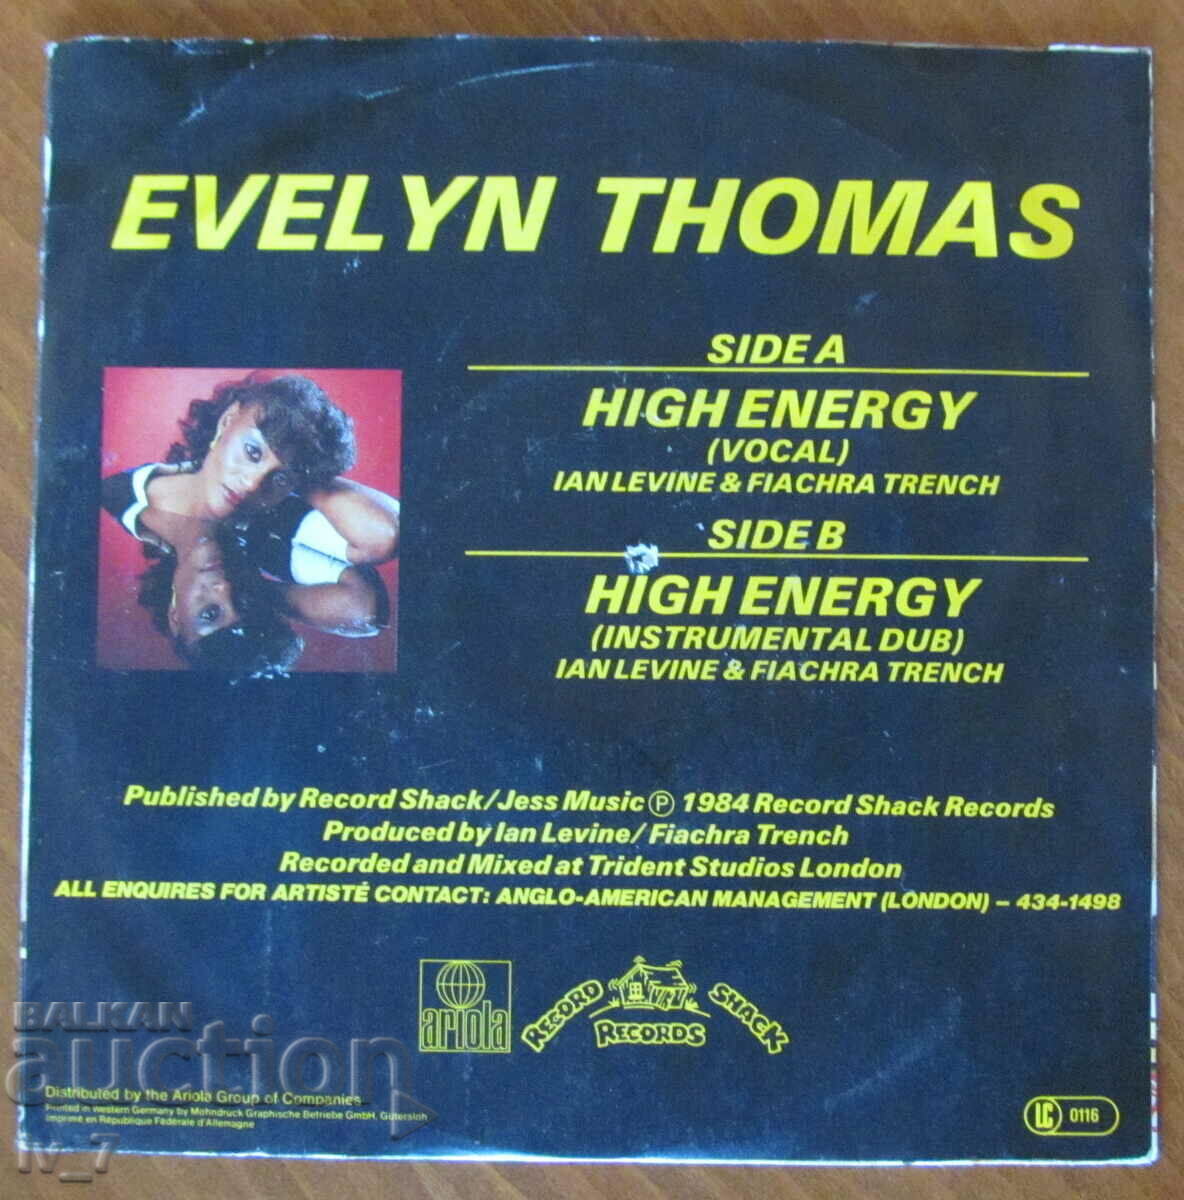 EVELYN THOMAS
SIDE A
HIGH ENERGY
(VOCAL)
IAN LEVINE & FIACHRA TRENCH
SIDE B
HIGH ENERGY
(INSTRUMENTAL DUB)
IAN LEVINE & FIACHRA TRENCH
Published by Record Shack/Jess Music Ⓟ 1984 Record Shack Records
Produced by Ian Levine/Fiachra Trench
Recorded and Mixed at Trident Studios London
ALL ENQUIRES FOR ARTISTÉ CONTACT: ANGLO-AMERICAN MANAGEMENT (LONDON) – 434-1498
ariola
RECORD SHACK
RECORDS
Distributed by the Ariola Group of Companies
Printed in western Germany by Mohndruck Graphische Betriebe GmbH, Gütersloh
Imprimé en République Fédérale d'Allemagne
LC 0116
BALKAN
auction
iv_7